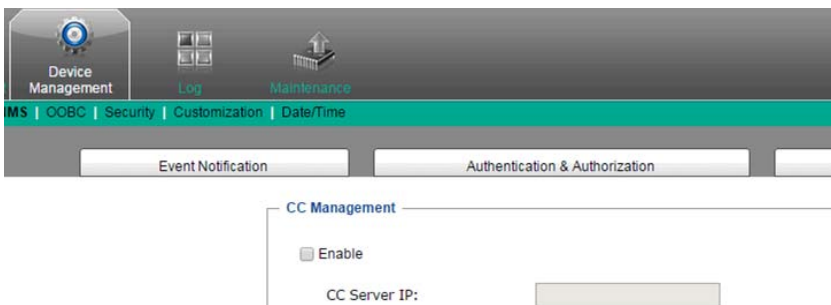 Device
Management
Log
Maintenance
MS | OOBC | Security | Customization | Date/Time
Event Notification
Authentication & Authorization
CC Management
Enable
CC Server IP: